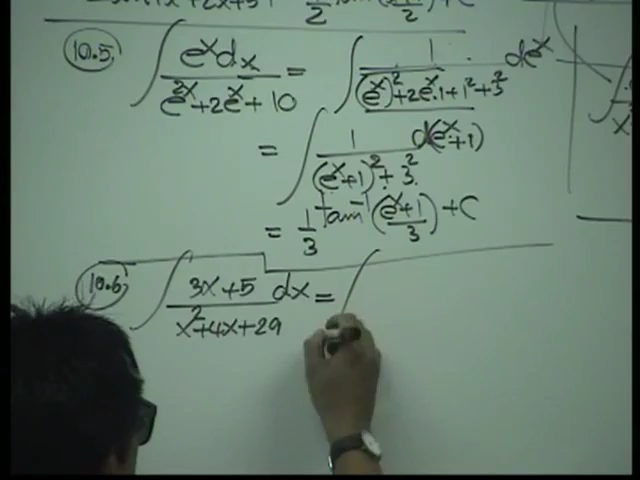 10.5 ∫ e^x dx / (e^{2x} + 2e^x + 10) = ∫ 1 / ((e^x)^2 + 2e^x·1 + 1^2 + 3^2) · de^x
= ∫ 1 / ((e^x+1)^2 + 3^2) d(e^x+1)
= 1/3 tan^{-1} ((e^x+1)/3) + C
10.6 ∫ (3x+5) / (x^2+4x+29) dx = ∫